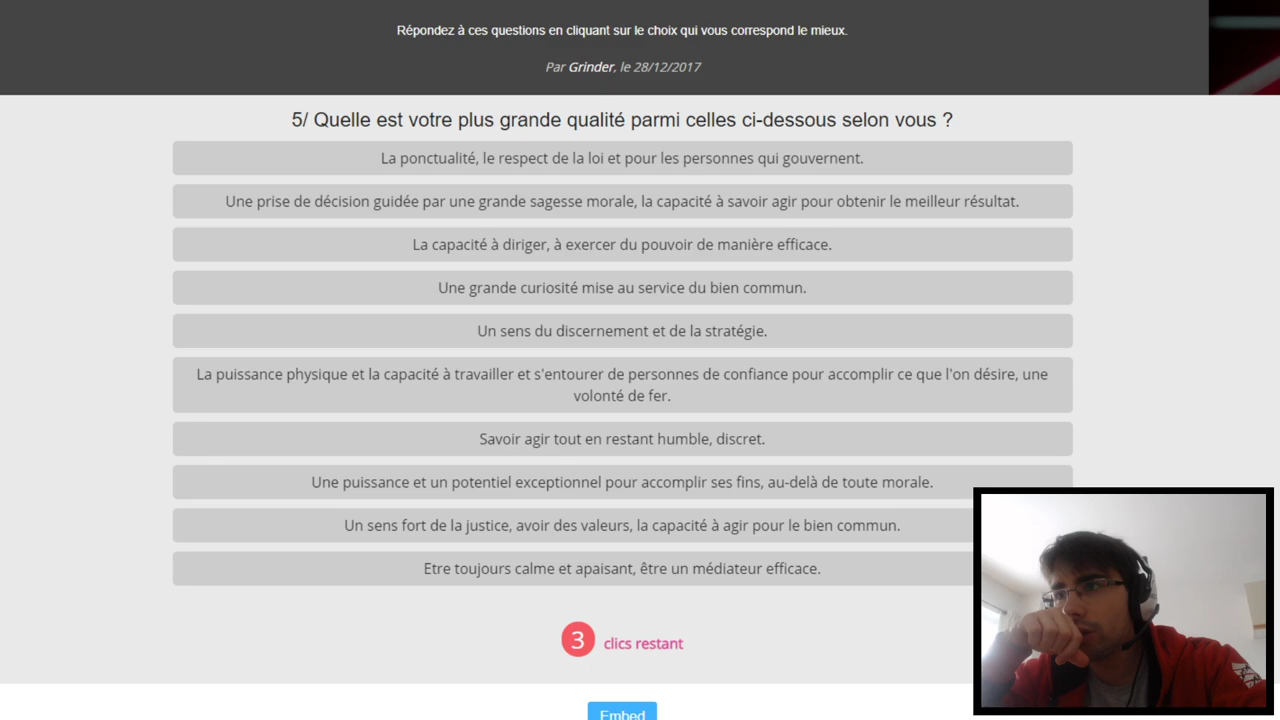 Répondez à ces questions en cliquant sur le choix qui vous correspond le mieux.
Par Grinder, le 28/12/2017
5/ Quelle est votre plus grande qualité parmi celles ci-dessous selon vous ?
La ponctualité, le respect de la loi et pour les personnes qui gouvernent.
Une prise de décision guidée par une grande sagesse morale, la capacité à savoir agir pour obtenir le meilleur résultat.
La capacité à diriger, à exercer du pouvoir de manière efficace.
Une grande curiosité mise au service du bien commun.
Un sens du discernement et de la stratégie.
La puissance physique et la capacité à travailler et s'entourer de personnes de confiance pour accomplir ce que l'on désire, une
volonté de fer.
Savoir agir tout en restant humble, discret.
Une puissance et un potentiel exceptionnel pour accomplir ses fins, au-delà de toute morale.
Un sens fort de la justice, avoir des valeurs, la capacité à agir pour le bien commun.
Etre toujours calme et apaisant, être un médiateur efficace.
3 clics restant
Embed